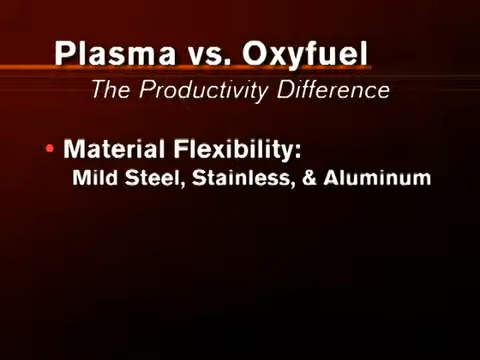 Plasma vs. Oxyfuel
The Productivity Difference
• Material Flexibility:
Mild Steel, Stainless, & Aluminum